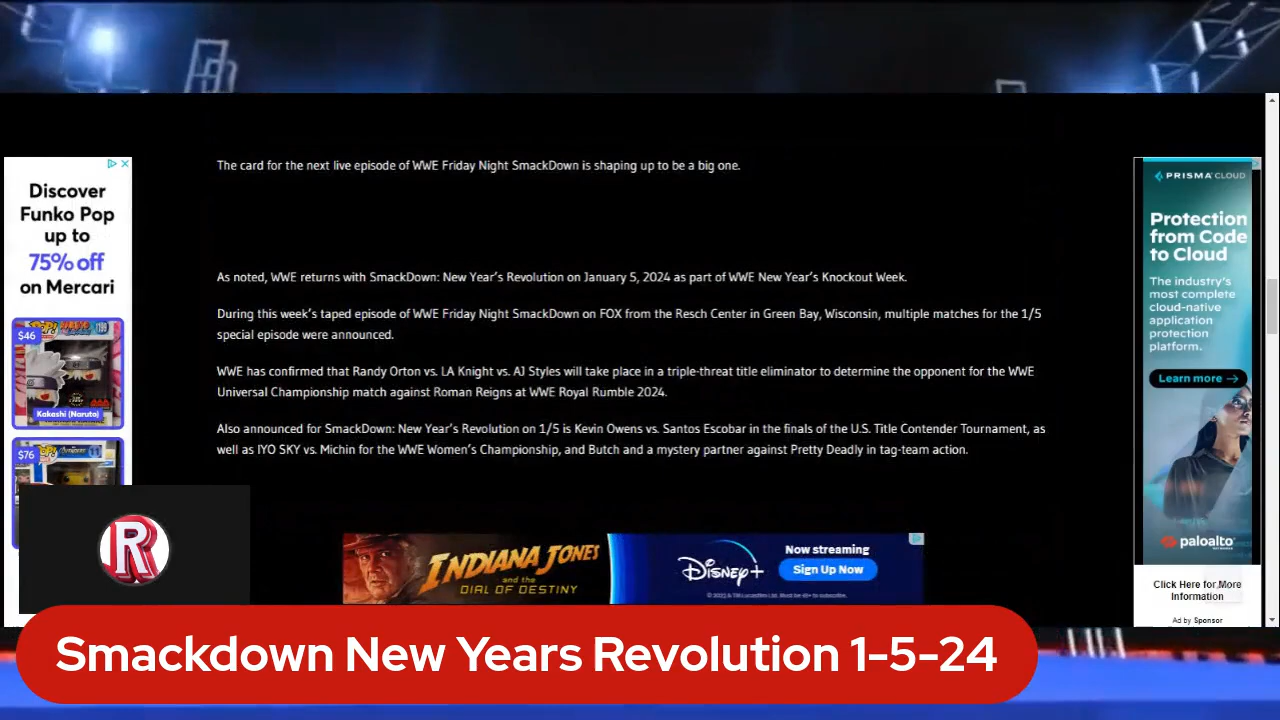 The card for the next live episode of WWE Friday Night SmackDown is shaping up to be a big one.
As noted, WWE returns with SmackDown: New Year's Revolution on January 5, 2024 as part of WWE New Year's Knockout Week.
During this week's taped episode of WWE Friday Night SmackDown on FOX from the Resch Center in Green Bay, Wisconsin, multiple matches for the 1/5
special episode were announced.
WWE has confirmed that Randy Orton vs. LA Knight vs. AJ Styles will take place in a triple-threat title eliminator to determine the opponent for the WWE
Universal Championship match against Roman Reigns at WWE Royal Rumble 2024.
Also announced for SmackDown: New Year's Revolution on 1/5 is Kevin Owens vs. Santos Escobar in the finals of the U.S. Title Contender Tournament, as
well as IYO SKY vs. Michin for the WWE Women's Championship, and Butch and a mystery partner against Pretty Deadly in tag-team action.
Discover
Funko Pop
up to
75% off
on Mercari
$46
Kakashi (Naruto)
$76
PRISMA CLOUD
Protection
from Code
to Cloud
The industry's
most complete
cloud-native
application
protection
platform.
Learn more →
paloalto
Click Here for More
Information
Ad by Sponsor
INDIANA JONES
and the
DIAL OF DESTINY
Disney+
Now streaming
Sign Up Now
R
Smackdown New Years Revolution 1-5-24